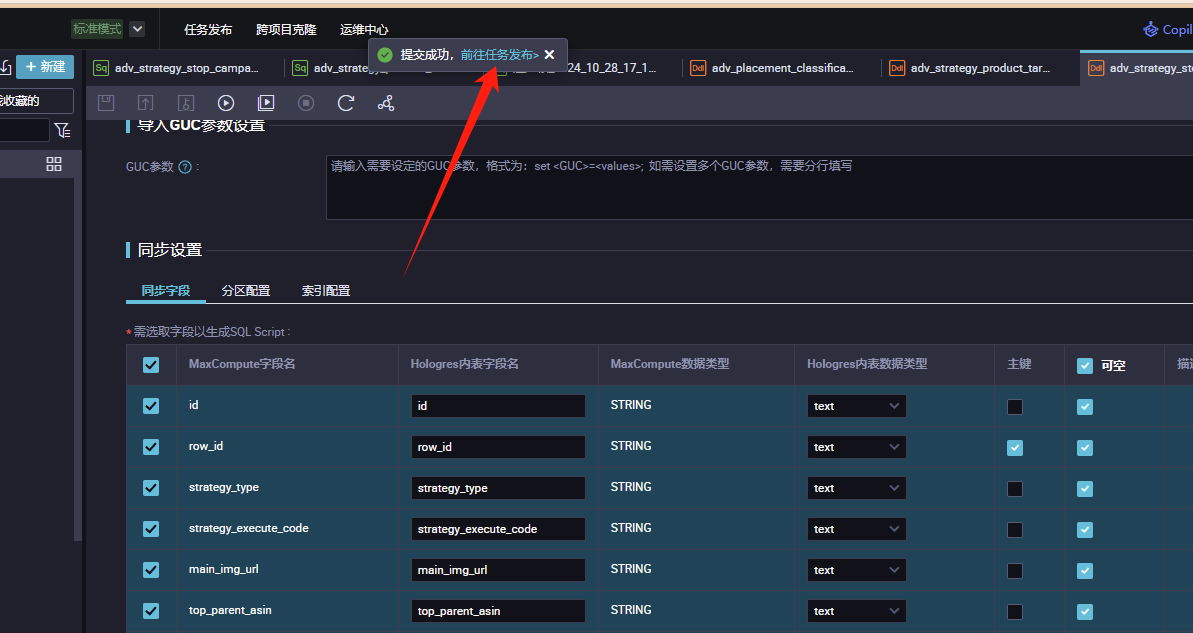 标准模式 任务发布 跨项目克隆 运维中心 Copil
提交成功，前往任务发布>
新建 Sq adv_strategy_stop_campa... Sq 24_10_28_17_1... Ddl adv_placement_classifica... Ddl adv_strategy_product_tar... Ddl adv_strategy_st
收藏的
导入GUC参数设置
GUC参数 ? : 请输入需要设定的GUC参数，格式为：set <GUC>=<values>; 如需设置多个GUC参数，需要分行填写
同步设置
同步字段 分区配置 索引配置
*需选取字段以生成SQL Script :
MaxCompute字段名 Hologres内表字段名 MaxCompute数据类型 Hologres内表数据类型 主键 可空
id id STRING text
row_id row_id STRING text
strategy_type strategy_type STRING text
strategy_execute_code strategy_execute_code STRING text
main_img_url main_img_url STRING text
top_parent_asin top_parent_asin STRING text